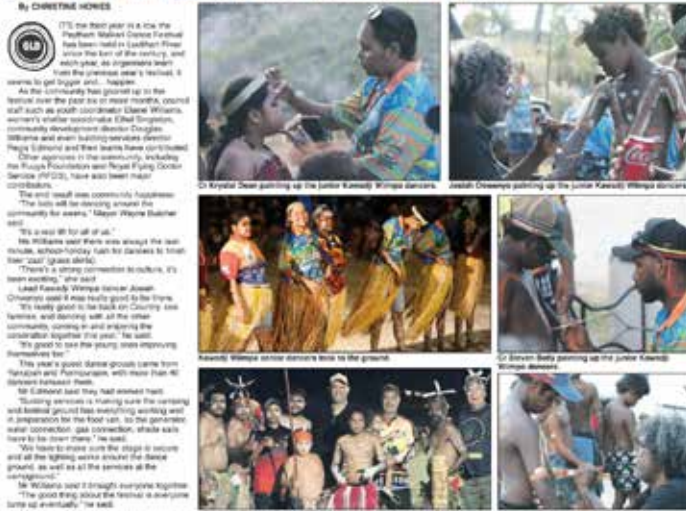 By CHRISTINE HOWES
QLD
IT'S the third year in a row the
Paytham Malkari Dance Festival
has been held in Lockhart River
since the turn of the century, and
each year, as organisers learn
from the previous year's festival, it
seems to get bigger and... happier.
As the community has geared up to the
festival over the past six or more months, council
staff such as youth coordinator Williams,
women's shelter coordinator Ethel Singleton,
community development director Douglas
Williams and even building services director
Edmond and their teams have contributed.
Other agencies in the community, including
the Puuya Foundation and Royal Flying Doctor
Service (RFDS), have also been major
contributors.
The end result was community happiness.
"The kids will be dancing around the
community for weeks," Mayor Wayne Butcher
said.
"It's a real lift for all of us."
Ms Williams said there was always the last
minute, school-holiday rush for dancers to finish
their (grass skirts).
"There's a strong connection to culture, it's
been exciting," she said.
Lead Kawadji Wimpa dancer Josiah
Omeenyo said it was really good to be there.
"It's really good to be back on Country, see
families, and dancing with all the other
community, coming in and enjoying the
celebration together this year," he said.
"It's good to see the young ones improving
themselves too."
This year's guest dance groups came from
Yarrabah and Pormpuraaw, with more than 40
dancers between them.
Mr Edmond said they had worked hard.
"Building services is making sure the camping
and festival ground has everything working well
in preparation for the food van, so the generator,
water connection, gas connection, shade sails
have to be down there," he said.
"We have to make sure the stage is secure
and all the lighting works around the dance
ground, as well as all the services at the
campground."
Mr Williams said it brought everyone together.
"The good thing about the festival is everyone
turns up eventually," he said.
Cr Krystal Dean painting up the junior Kawadji Wimpa dancers.
Josiah Omeenyo painting up the junior Kawadji Wimpa dancers.
Coca-Cola
Kawadji Wimpa senior dancers take to the ground.
Cr Steven Batty painting up the junior Kawadji
Wimpa dancers.